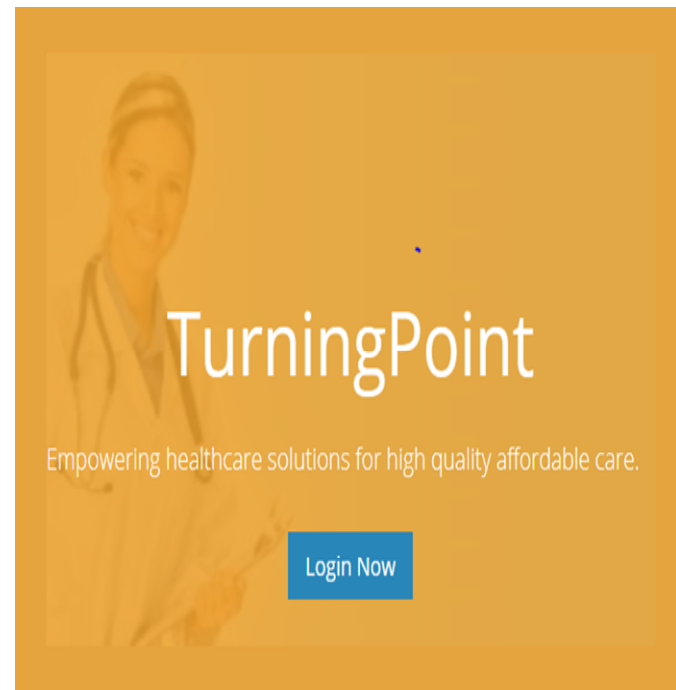 TurningPoint
Empowering healthcare solutions for high quality affordable care.
Login Now